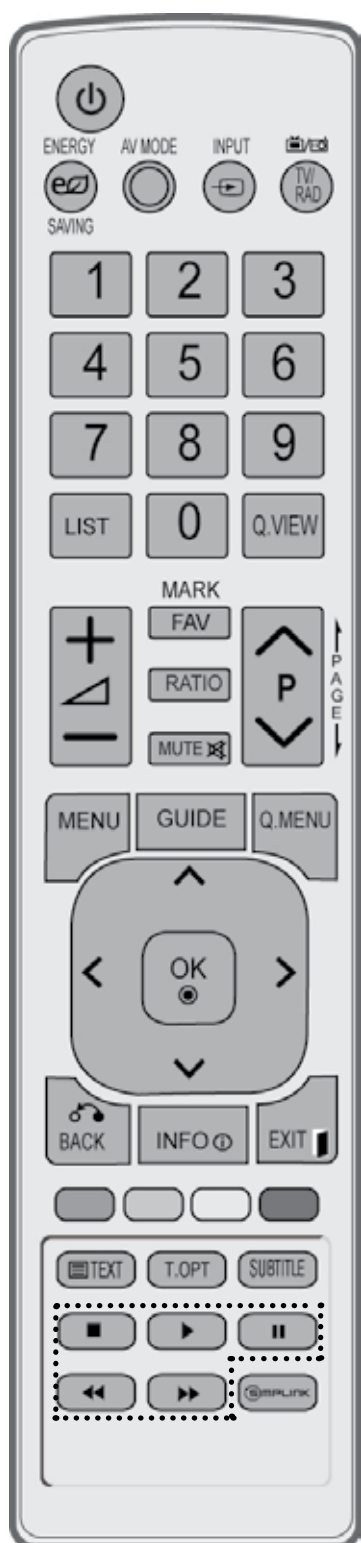 ENERGY AV MODE INPUT
TV/
RAD
SAVING
1 2 3
4 5 6
7 8 9
LIST 0 Q.VIEW
MARK
FAV
RATIO P PAGE
MUTE
MENU GUIDE Q.MENU
OK
BACK INFO EXIT
TEXT T.OPT SUBTITLE
SIMPLINK